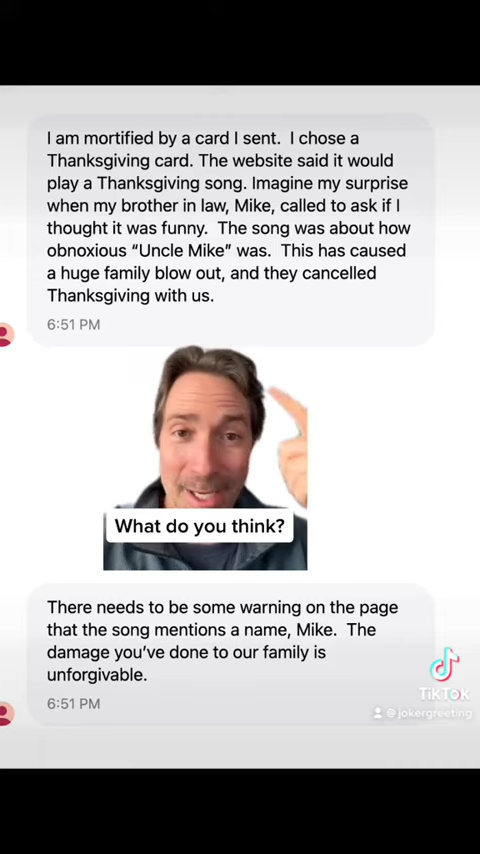 I am mortified by a card I sent.  I chose a
Thanksgiving card. The website said it would
play a Thanksgiving song. Imagine my surprise
when my brother in law, Mike, called to ask if I
thought it was funny.  The song was about how
obnoxious “Uncle Mike” was.  This has caused
a huge family blow out, and they cancelled
Thanksgiving with us.
6:51 PM
What do you think?
There needs to be some warning on the page
that the song mentions a name, Mike.  The
damage you’ve done to our family is
unforgivable.
6:51 PM
TikTok
@jokergreeting